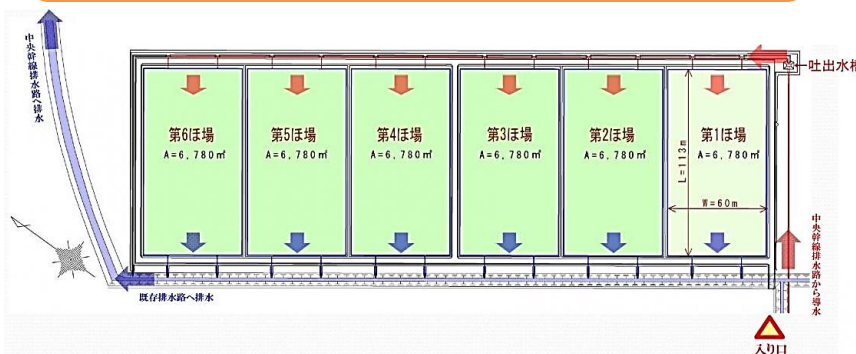 中央幹線排水路へ排水
吐出水槽
第6ほ場
A=6,780㎡
第5ほ場
A=6,780㎡
第4ほ場
A=6,780㎡
第3ほ場
A=6,780㎡
第2ほ場
A=6,780㎡
第1ほ場
A=6,780㎡
L=113m
W=60m
中央幹線排水路から導水
既存排水路へ排水
入り口